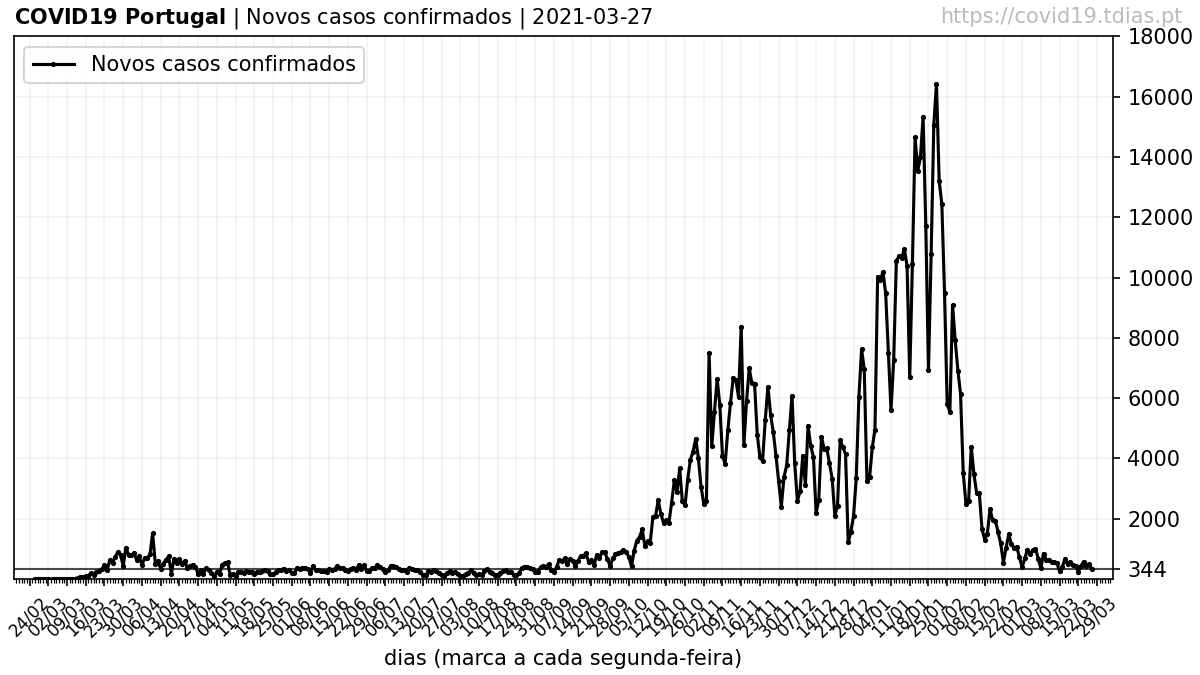 COVID19 Portugal | Novos casos confirmados | 2021-03-27
https://covid19.tdias.pt
Novos casos confirmados
18000
16000
14000
12000
10000
8000
6000
4000
2000
344
24/02 02/03 09/03 16/03 23/03 30/03 06/04 13/04 20/04 27/04 04/05 11/05 18/05 25/05 01/06 08/06 15/06 22/06 29/06 06/07 13/07 20/07 27/07 03/08 10/08 17/08 24/08 31/08 07/09 14/09 21/09 28/09 05/10 12/10 19/10 26/10 02/11 09/11 16/11 23/11 30/11 07/12 14/12 21/12 28/12 04/01 11/01 18/01 25/01 01/02 08/02 15/02 22/02 01/03 08/03 15/03 22/03 29/03
dias (marca a cada segunda-feira)